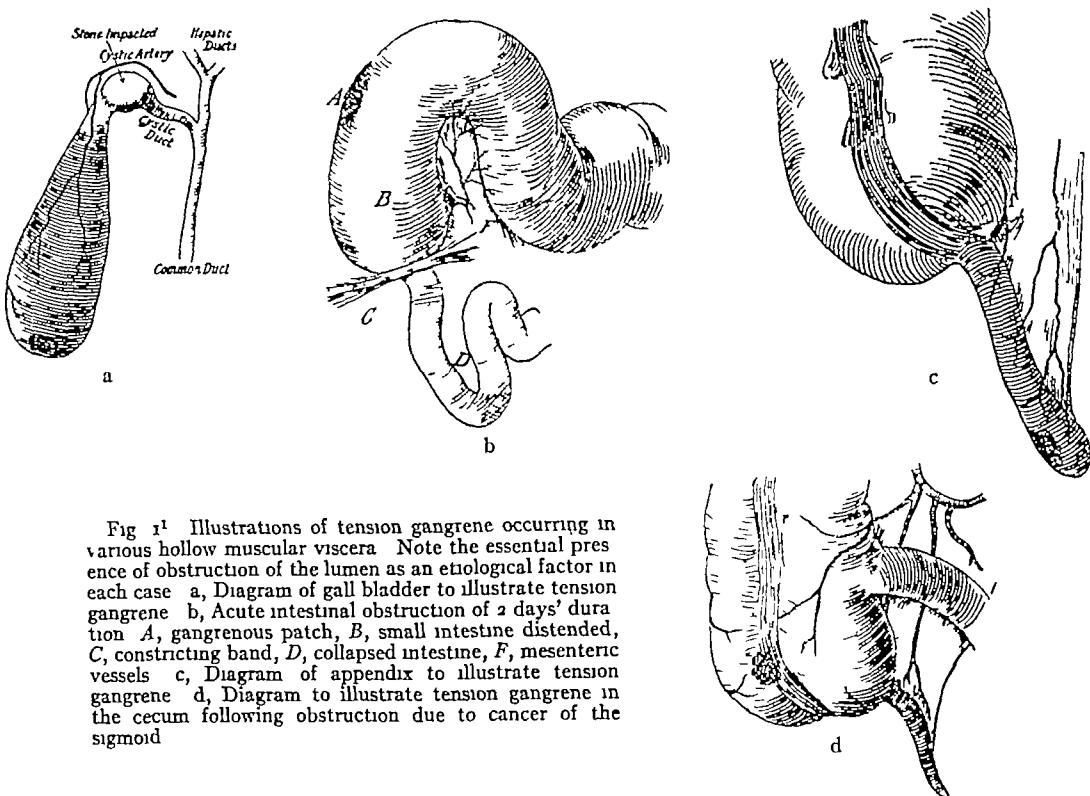 Stone Impacted
Cystic Artery
Hepatic
Ducts
Cystic
Duct
Common Duct
a
A
B
C
D
b
c
d
Fig 1¹ Illustrations of tension gangrene occurring in
various hollow muscular viscera Note the essential pres
ence of obstruction of the lumen as an etiological factor in
each case a, Diagram of gall bladder to illustrate tension
gangrene b, Acute intestinal obstruction of 2 days' dura
tion A, gangrenous patch, B, small intestine distended,
C, constricting band, D, collapsed intestine, F, mesenteric
vessels c, Diagram of appendix to illustrate tension
gangrene d, Diagram to illustrate tension gangrene in
the cecum following obstruction due to cancer of the
sigmoid